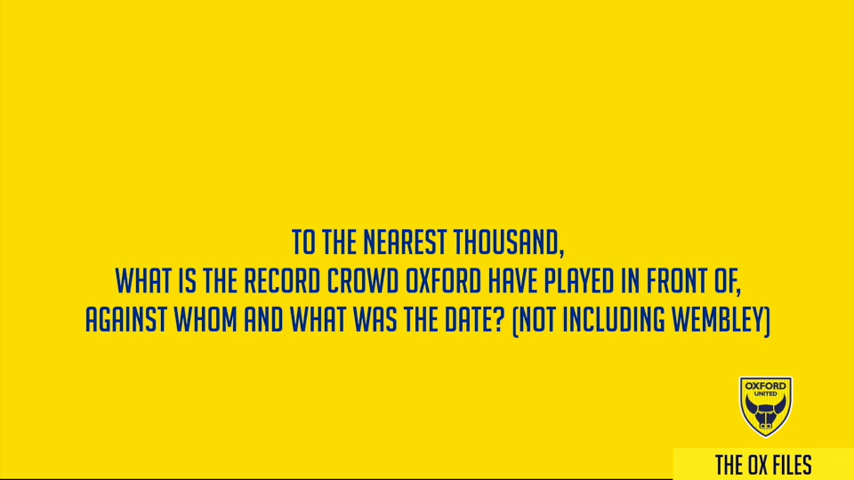 TO THE NEAREST THOUSAND,
WHAT IS THE RECORD CROWD OXFORD HAVE PLAYED IN FRONT OF,
AGAINST WHOM AND WHAT WAS THE DATE? (NOT INCLUDING WEMBLEY)
OXFORD
UNITED
THE OX FILES